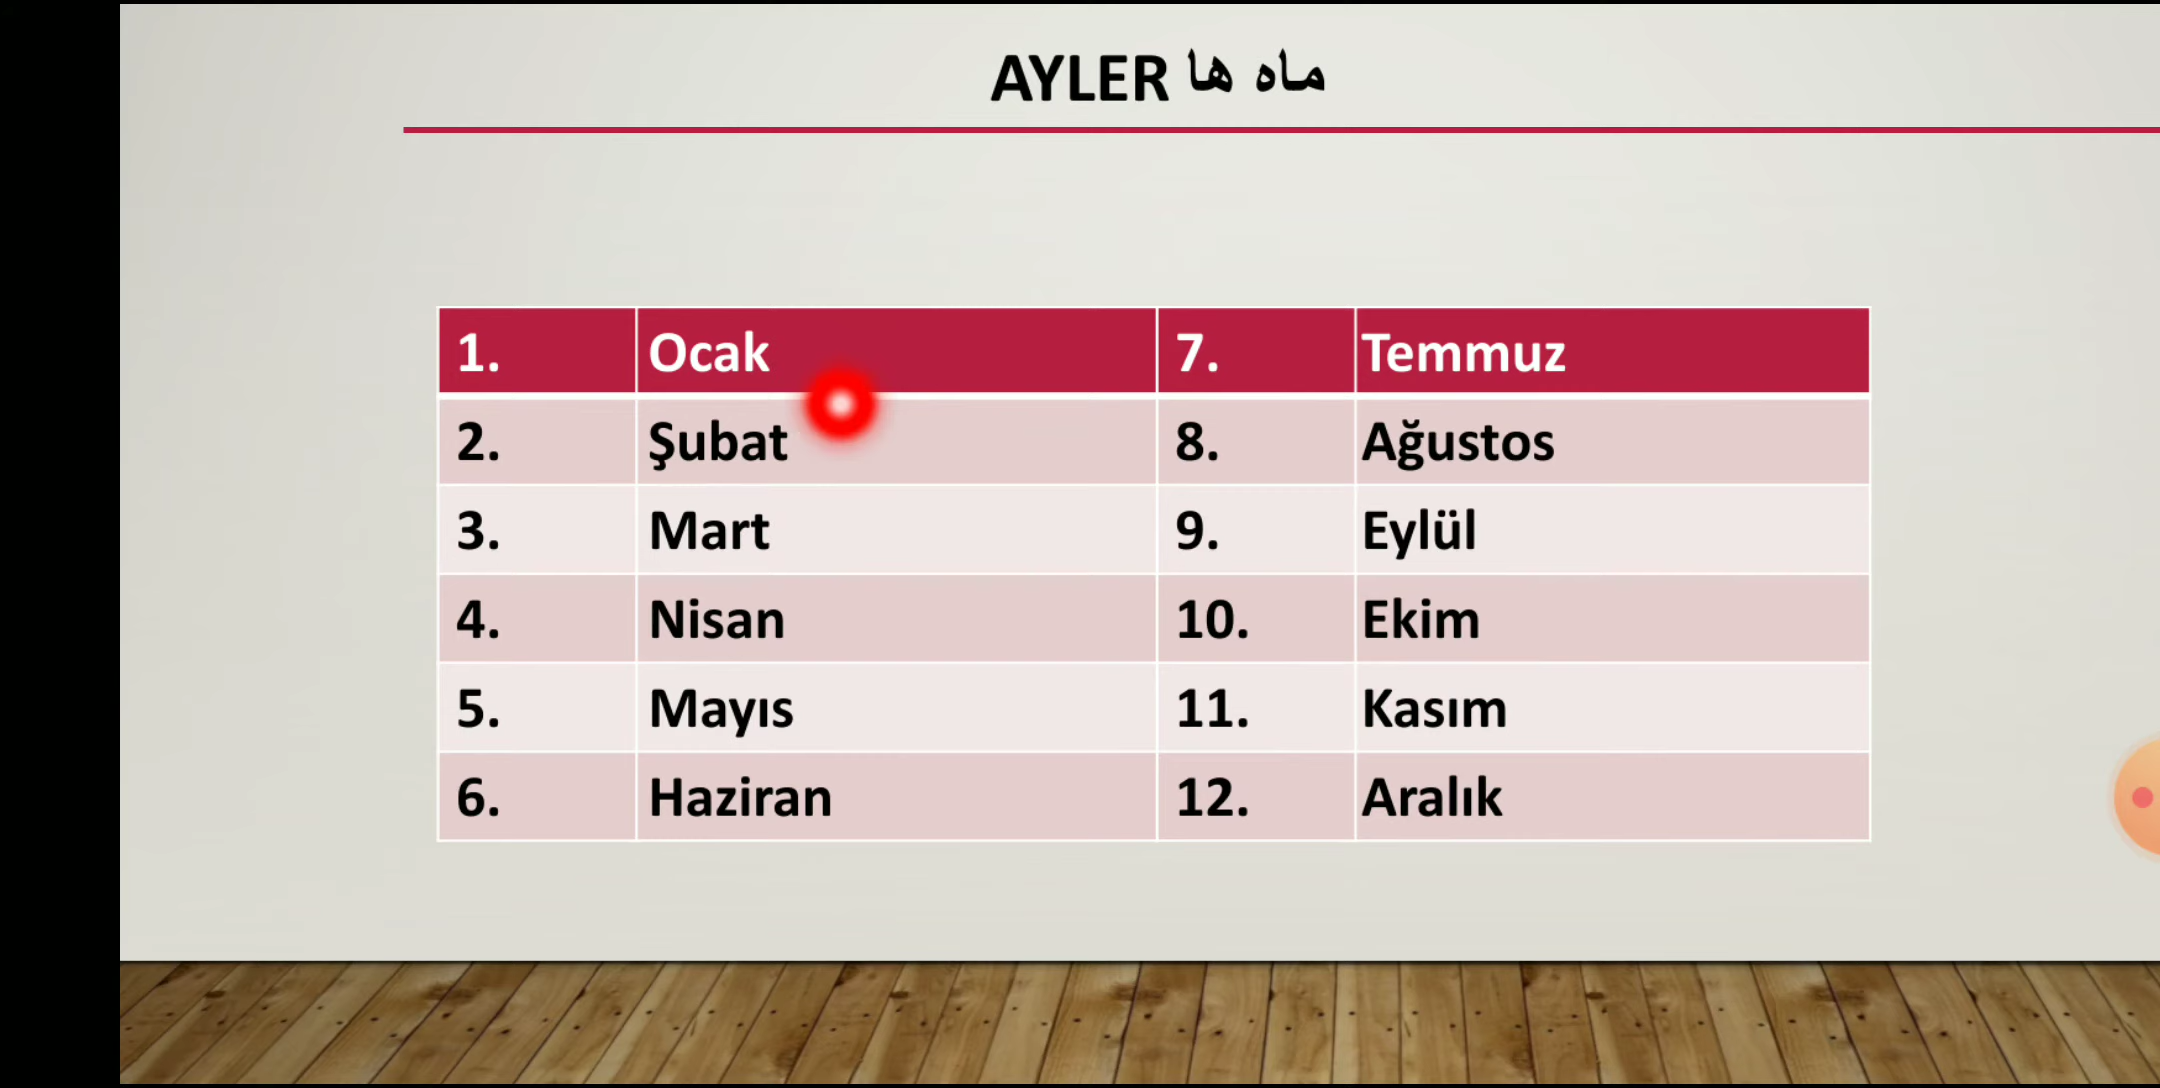 AYLER ماه ها
1. Ocak 7. Temmuz
2. Şubat 8. Ağustos
3. Mart 9. Eylül
4. Nisan 10. Ekim
5. Mayıs 11. Kasım
6. Haziran 12. Aralık